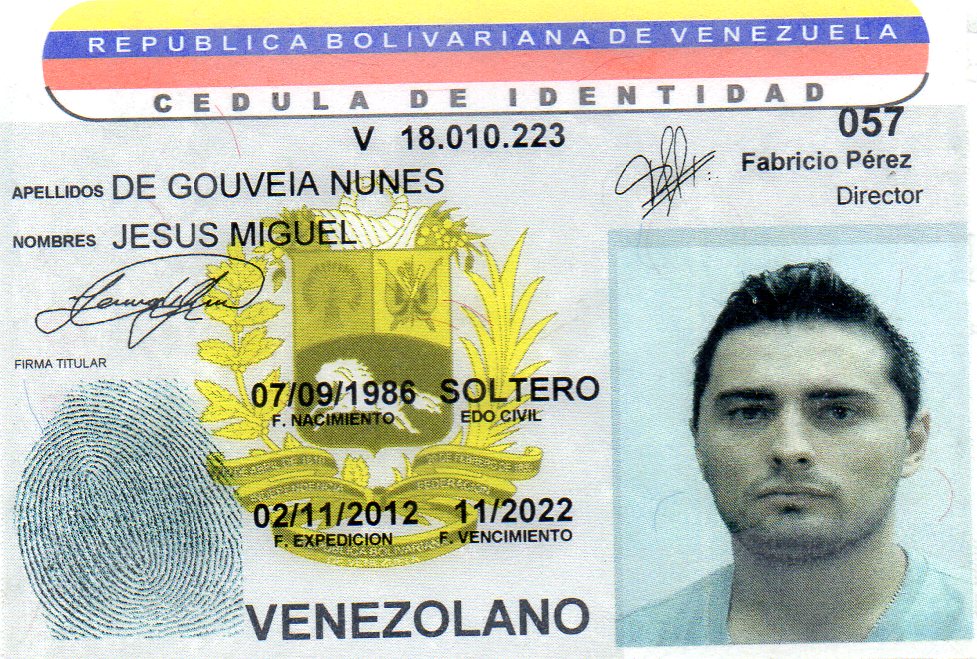 REPUBLICA BOLIVARIANA DE VENEZUELA
CEDULA DE IDENTIDAD
V 18.010.223
057
Fabricio Pérez
Director
APELLIDOS DE GOUVEIA NUNES
NOMBRES JESUS MIGUEL
FIRMA TITULAR
07/09/1986 SOLTERO
F. NACIMIENTO EDO CIVIL
INDEPENDENCIA FEDERACION
02/11/2012 11/2022
F. EXPEDICION F. VENCIMIENTO
VENEZOLANO